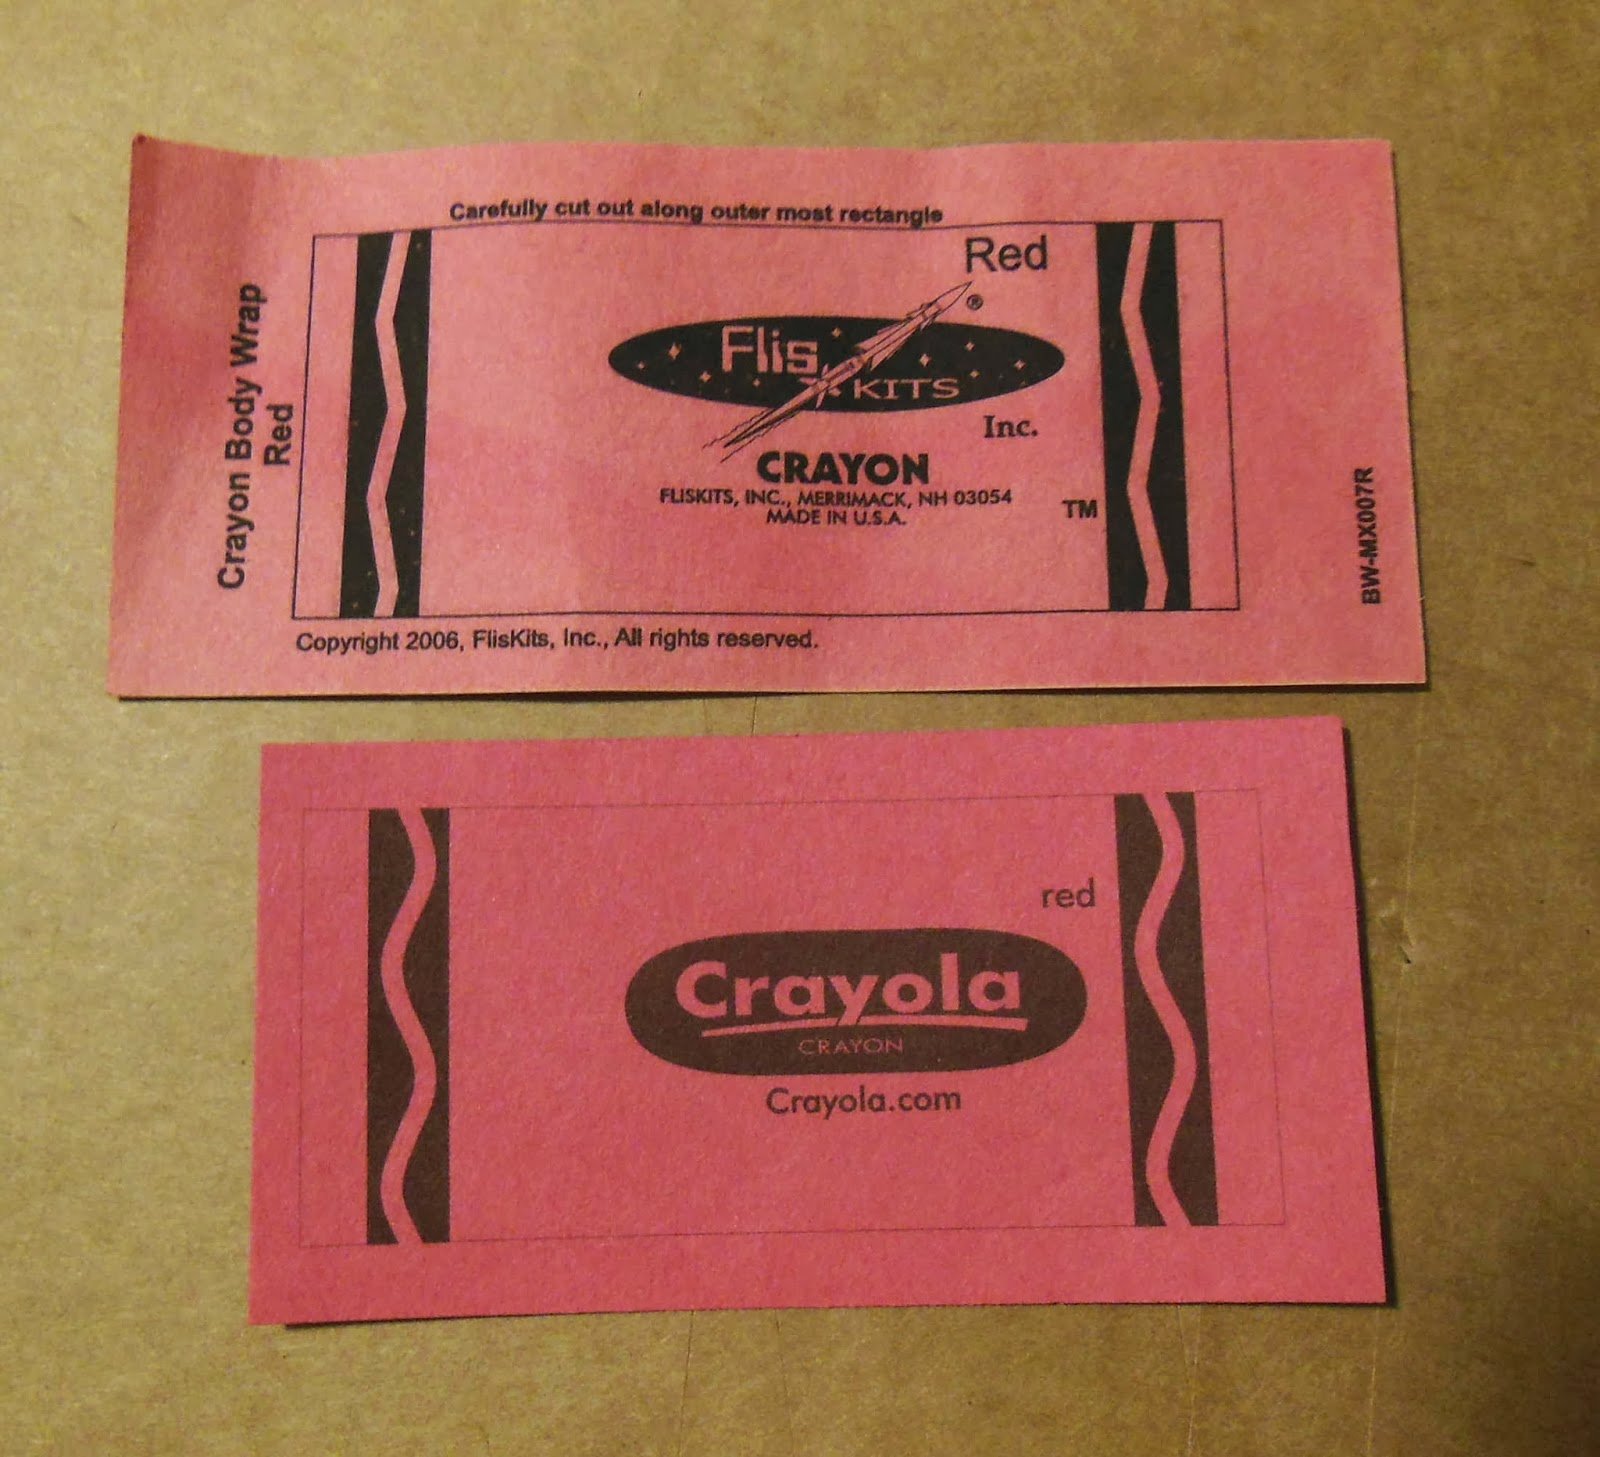 Carefully cut out along outer most rectangle
Crayon Body Wrap
Red
Red
Flis
KITS
®
Inc.
CRAYON
FLISKITS, INC., MERRIMACK, NH 03054
MADE IN U.S.A.
TM
BW-MX007R
Copyright 2006, FlisKits, Inc., All rights reserved.
red
Crayola
CRAYON
Crayola.com